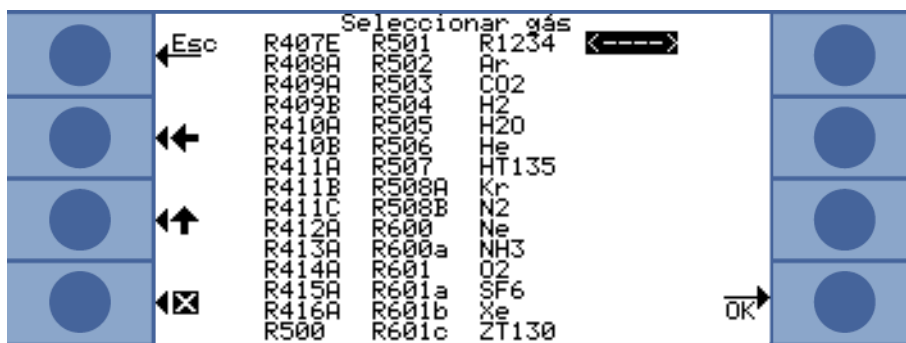 Seleccionar gás
Esc R407E R501 R1234 <---->
R408A R502 Ar
R409A R503 CO2
R409B R504 H2
R410A R505 H2O
R410B R506 He
R411A R507 HT135
R411B R508A Kr
R411C R508B N2
R412A R600 Ne
R413A R600a NH3
R414A R601 O2
R415A R601a SF6
R416A R601b Xe OK
R500 R601c ZT130